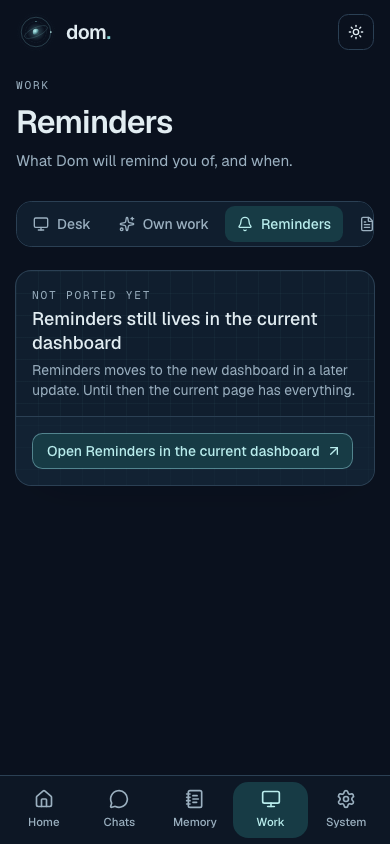 dom.
WORK
Reminders
What Dom will remind you of, and when.
Desk
Own work
Reminders
NOT PORTED YET
Reminders still lives in the current
dashboard
Reminders moves to the new dashboard in a later
update. Until then the current page has everything.
Open Reminders in the current dashboard
Home
Chats
Memory
Work
System